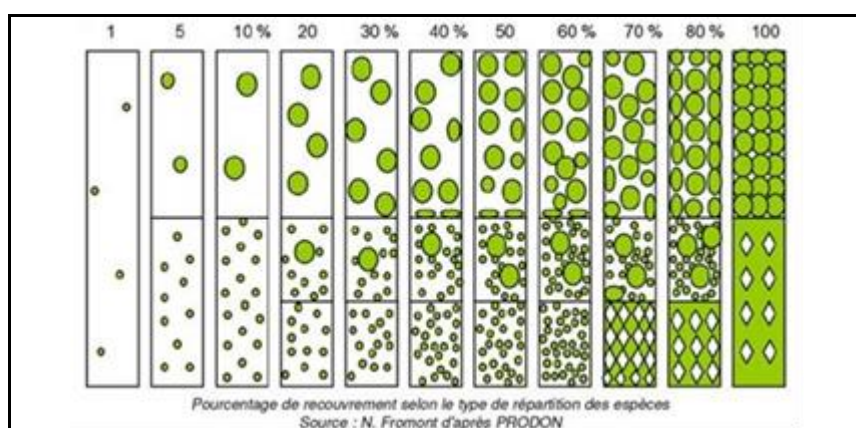 1 5 10 % 20 30 % 40 % 50 60 % 70 % 80 % 100
Pourcentage de recouvrement selon le type de répartition des espèces
Source : N. Fromont d'après PRODON